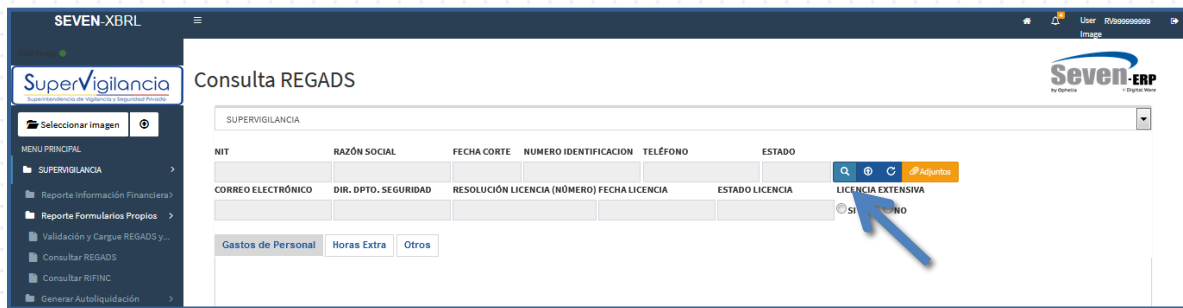 SEVEN-XBRL
User RV999999999
Image
SuperVigilancia
Superintendencia de Vigilancia y Seguridad Privada
Seleccionar imagen
MENU PRINCIPAL
SUPERVIGILANCIA
Reporte Información Financiera
Reporte Formularios Propios
Validación y Cargue REGADS y...
Consultar REGADS
Consultar RIFINC
Generar Autoliquidación
Consulta REGADS
Seven-ERP
by Ophelia © Digital Ware
SUPERVIGILANCIA
NIT RAZÓN SOCIAL FECHA CORTE NUMERO IDENTIFICACION TELÉFONO ESTADO
Adjuntos
CORREO ELECTRÓNICO DIR. DPTO. SEGURIDAD RESOLUCIÓN LICENCIA (NÚMERO) FECHA LICENCIA ESTADO LICENCIA LICENCIA EXTENSIVA
SI NO
Gastos de Personal Horas Extra Otros